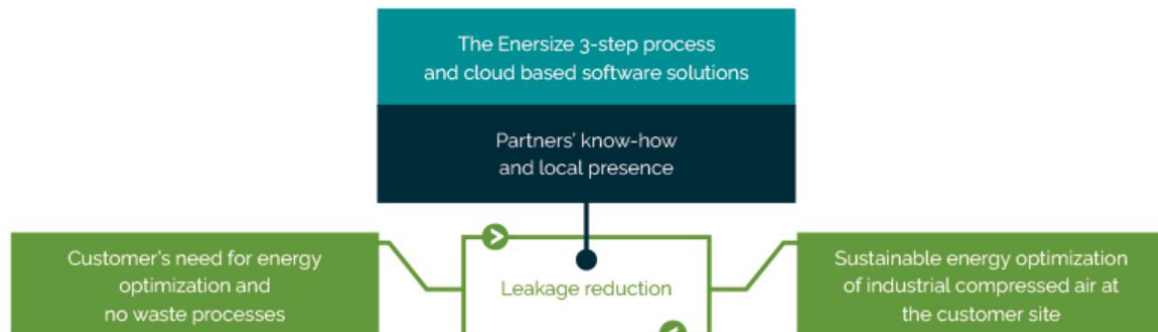 The Enersize 3-step process
and cloud based software solutions
Partners' know-how
and local presence
Customer's need for energy
optimization and
no waste processes
Leakage reduction
Sustainable energy optimization
of industrial compressed air at
the customer site